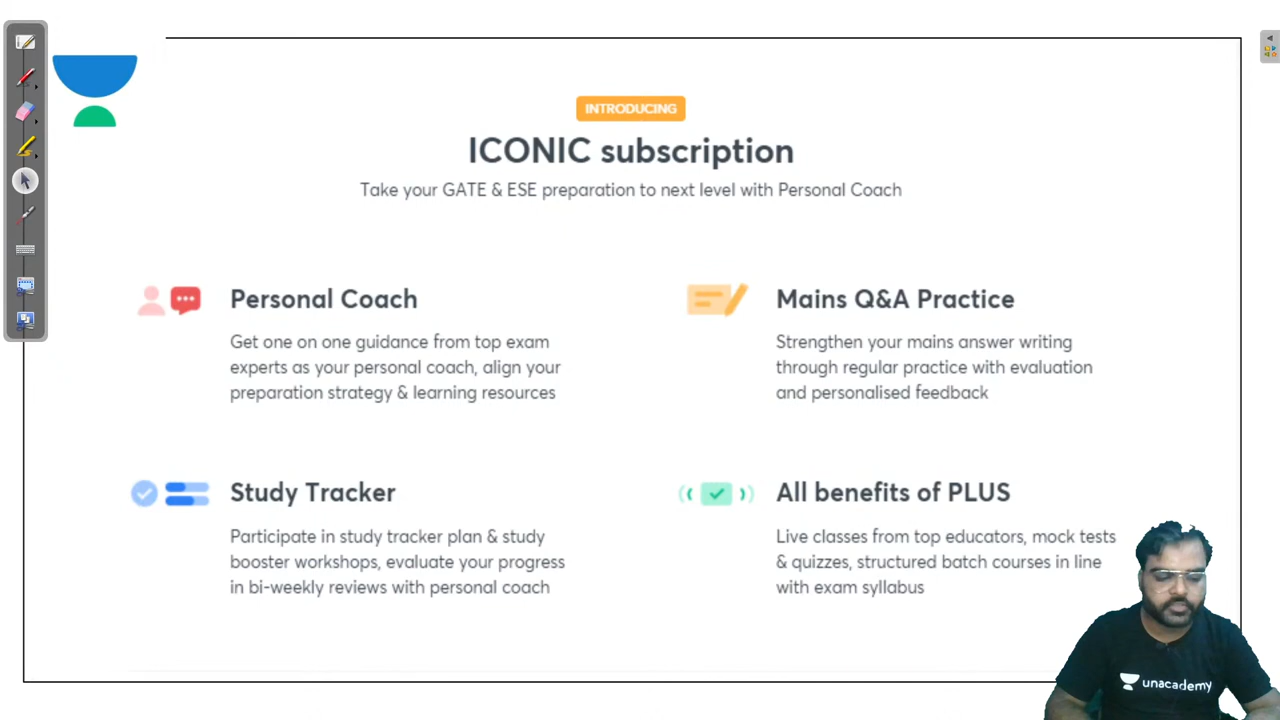 INTRODUCING
ICONIC subscription
Take your GATE & ESE preparation to next level with Personal Coach
Personal Coach
Get one on one guidance from top exam
experts as your personal coach, align your
preparation strategy & learning resources
Mains Q&A Practice
Strengthen your mains answer writing
through regular practice with evaluation
and personalised feedback
Study Tracker
Participate in study tracker plan & study
booster workshops, evaluate your progress
in bi-weekly reviews with personal coach
All benefits of PLUS
Live classes from top educators, mock tests
& quizzes, structured batch courses in line
with exam syllabus
unacademy